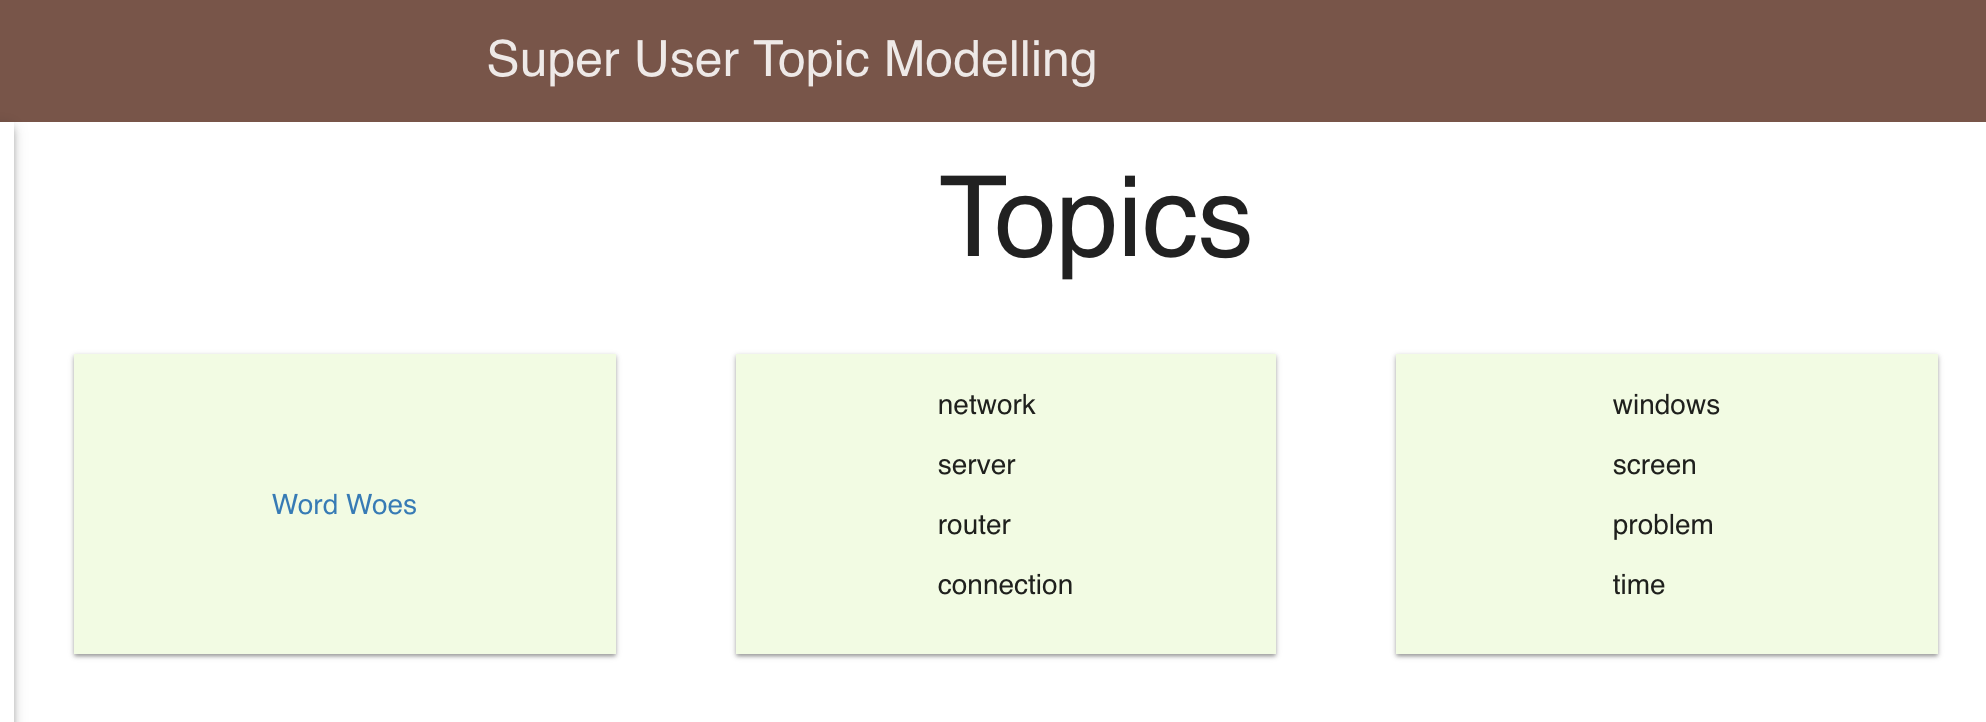 Super User Topic Modelling
Topics
Word Woes
network
server
router
connection
windows
screen
problem
time